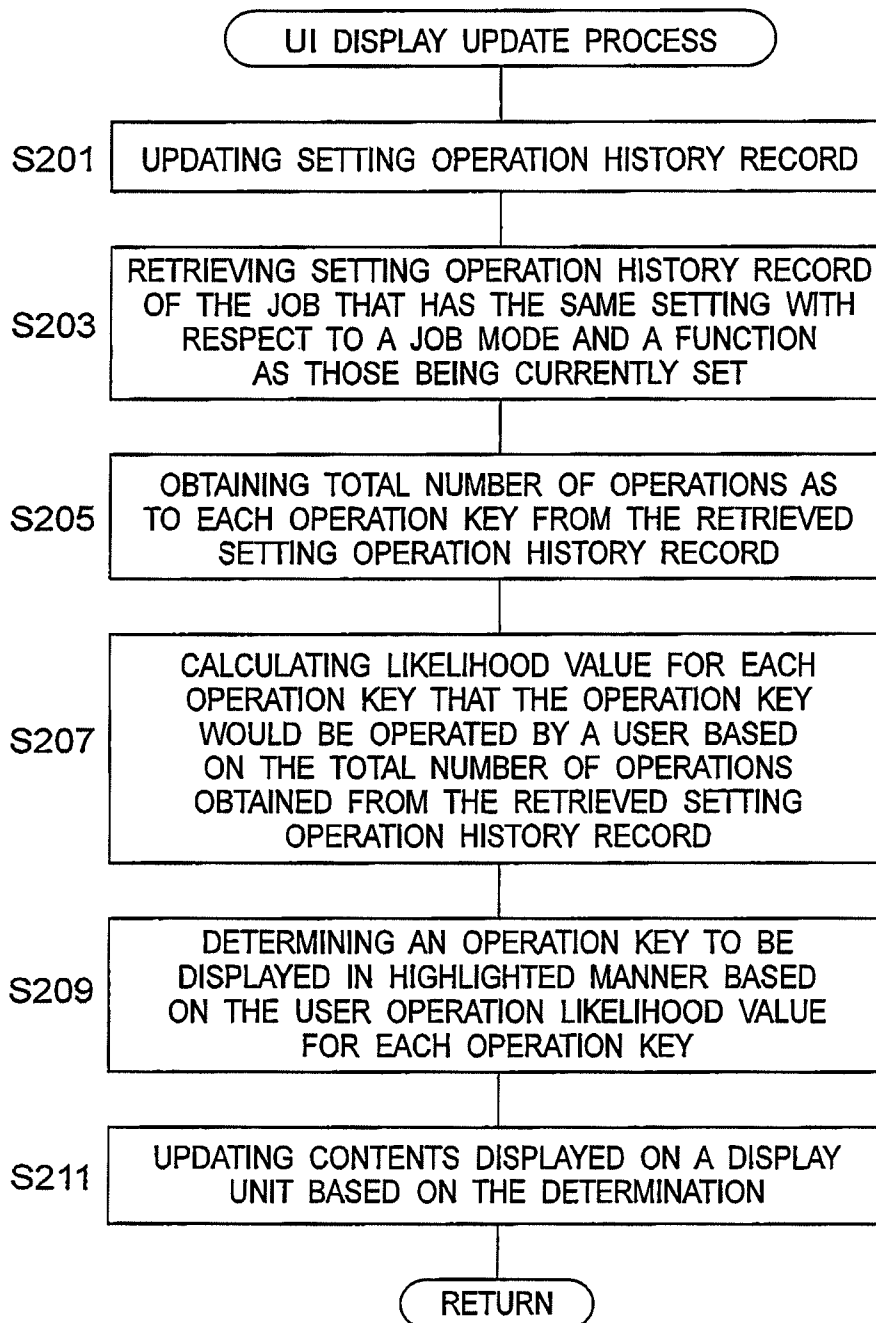 UI DISPLAY UPDATE PROCESS
S201
UPDATING SETTING OPERATION HISTORY RECORD
S203
RETRIEVING SETTING OPERATION HISTORY RECORD
OF THE JOB THAT HAS THE SAME SETTING WITH
RESPECT TO A JOB MODE AND A FUNCTION
AS THOSE BEING CURRENTLY SET
S205
OBTAINING TOTAL NUMBER OF OPERATIONS AS
TO EACH OPERATION KEY FROM THE RETRIEVED
SETTING OPERATION HISTORY RECORD
S207
CALCULATING LIKELIHOOD VALUE FOR EACH
OPERATION KEY THAT THE OPERATION KEY
WOULD BE OPERATED BY A USER BASED
ON THE TOTAL NUMBER OF OPERATIONS
OBTAINED FROM THE RETRIEVED SETTING
OPERATION HISTORY RECORD
S209
DETERMINING AN OPERATION KEY TO BE
DISPLAYED IN HIGHLIGHTED MANNER BASED
ON THE USER OPERATION LIKELIHOOD VALUE
FOR EACH OPERATION KEY
S211
UPDATING CONTENTS DISPLAYED ON A DISPLAY
UNIT BASED ON THE DETERMINATION
RETURN